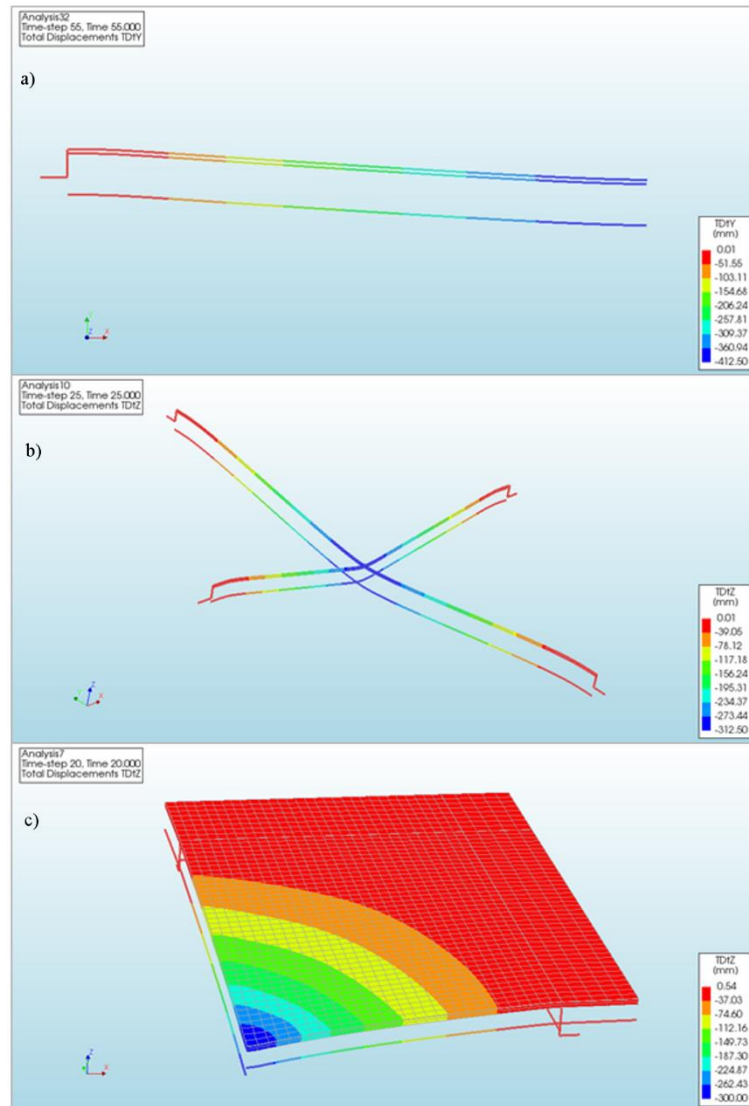 Analysis32
Time-step 55, Time 55.000
Total Displacements TDtY
a)
TDtY
(mm)
0.01
-51.55
-103.11
-154.68
-206.24
-257.81
-309.37
-360.94
-412.50
Y
Z
X
Analysis10
Time-step 25, Time 25.000
Total Displacements TDtZ
b)
TDtZ
(mm)
0.01
-39.05
-78.12
-117.18
-156.24
-195.31
-234.37
-273.44
-312.50
Y
Z
X
Analysis7
Time-step 20, Time 20.000
Total Displacements TDtZ
c)
TDtZ
(mm)
0.54
-37.03
-74.60
-112.16
-149.73
-187.30
-224.87
-262.43
-300.00
Z
X